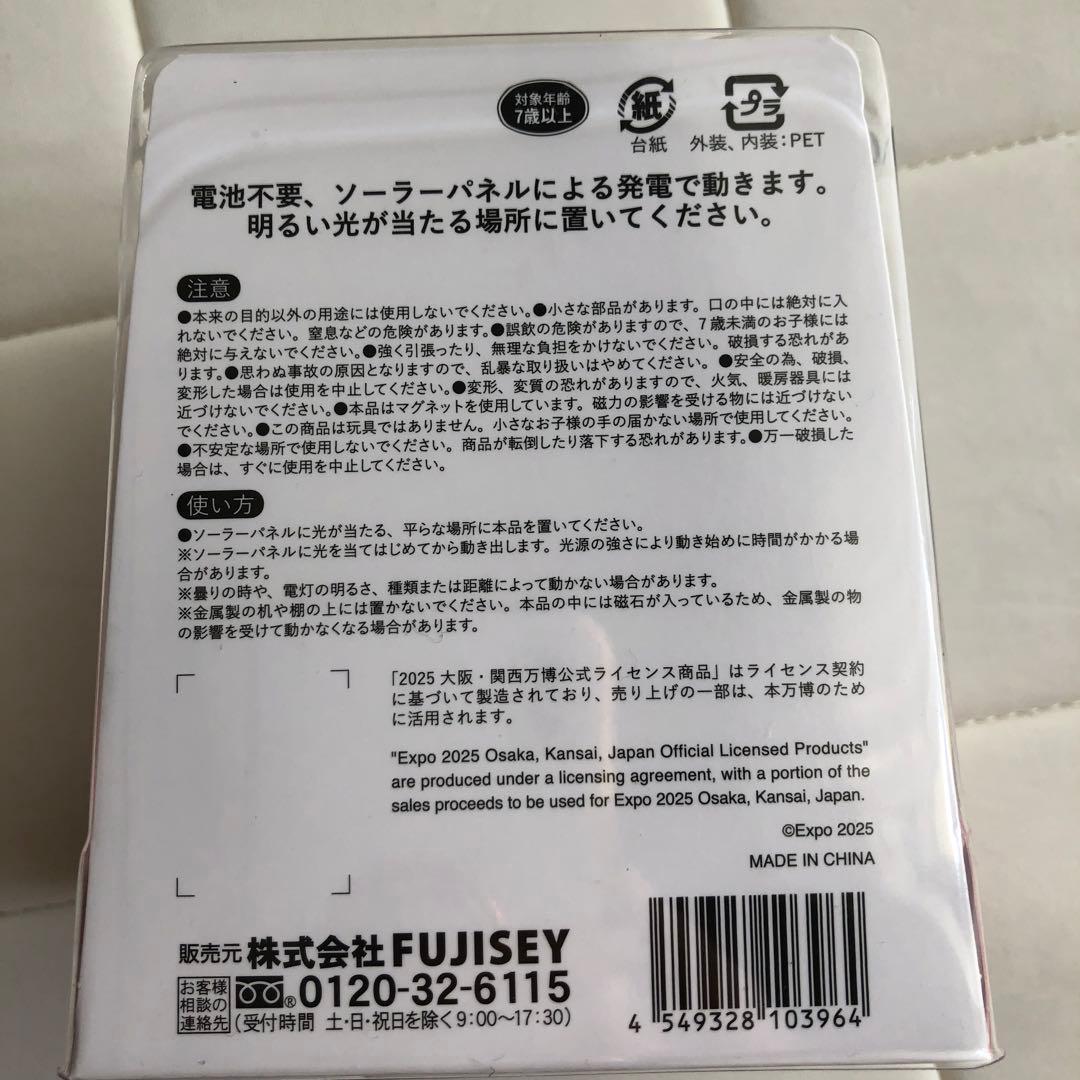 対象年齢
7歳以上
紙
台紙
プラ
外装、内装：PET
電池不要、ソーラーパネルによる発電で動きます。
明るい光が当たる場所に置いてください。
注意
●本来の目的以外の用途には使用しないでください。●小さな部品があります。口の中には絶対に入
れないでください。窒息などの危険があります。●誤飲の危険がありますので、7歳未満のお子様には
絶対に与えないでください。●強く引張ったり、無理な負担をかけないでください。破損する恐れがあ
ります。●思わぬ事故の原因となりますので、乱暴な取り扱いはやめてください。●安全の為、破損、
変形した場合は使用を中止してください。●変形、変質の恐れがありますので、火気、暖房器具には
近づけないでください。●本品はマグネットを使用しています。磁力の影響を受ける物には近づけない
でください。●この商品は玩具ではありません。小さなお子様の手の届かない場所で使用してください。
●不安定な場所で使用しないでください。商品が転倒したり落下する恐れがあります。●万一破損した
場合は、すぐに使用を中止してください。
使い方
●ソーラーパネルに光が当たる、平らな場所に本品を置いてください。
※ソーラーパネルに光を当てはじめてから動き出します。光源の強さにより動き始めに時間がかかる場
合があります。
※曇りの時や、電灯の明るさ、種類または距離によって動かない場合があります。
※金属製の机や棚の上には置かないでください。本品の中には磁石が入っているため、金属製の物
の影響を受けて動かなくなる場合があります。
「2025 大阪・関西万博公式ライセンス商品」はライセンス契約
に基づいて製造されており、売り上げの一部は、本万博のため
に活用されます。
"Expo 2025 Osaka, Kansai, Japan Official Licensed Products"
are produced under a licensing agreement, with a portion of the
sales proceeds to be used for Expo 2025 Osaka, Kansai, Japan.
©Expo 2025
MADE IN CHINA
販売元 株式会社 FUJISEY
お客様
相談の
連絡先
® 0120-32-6115
(受付時間 土・日・祝日を除く 9:00~17:30)
4 549328 103964